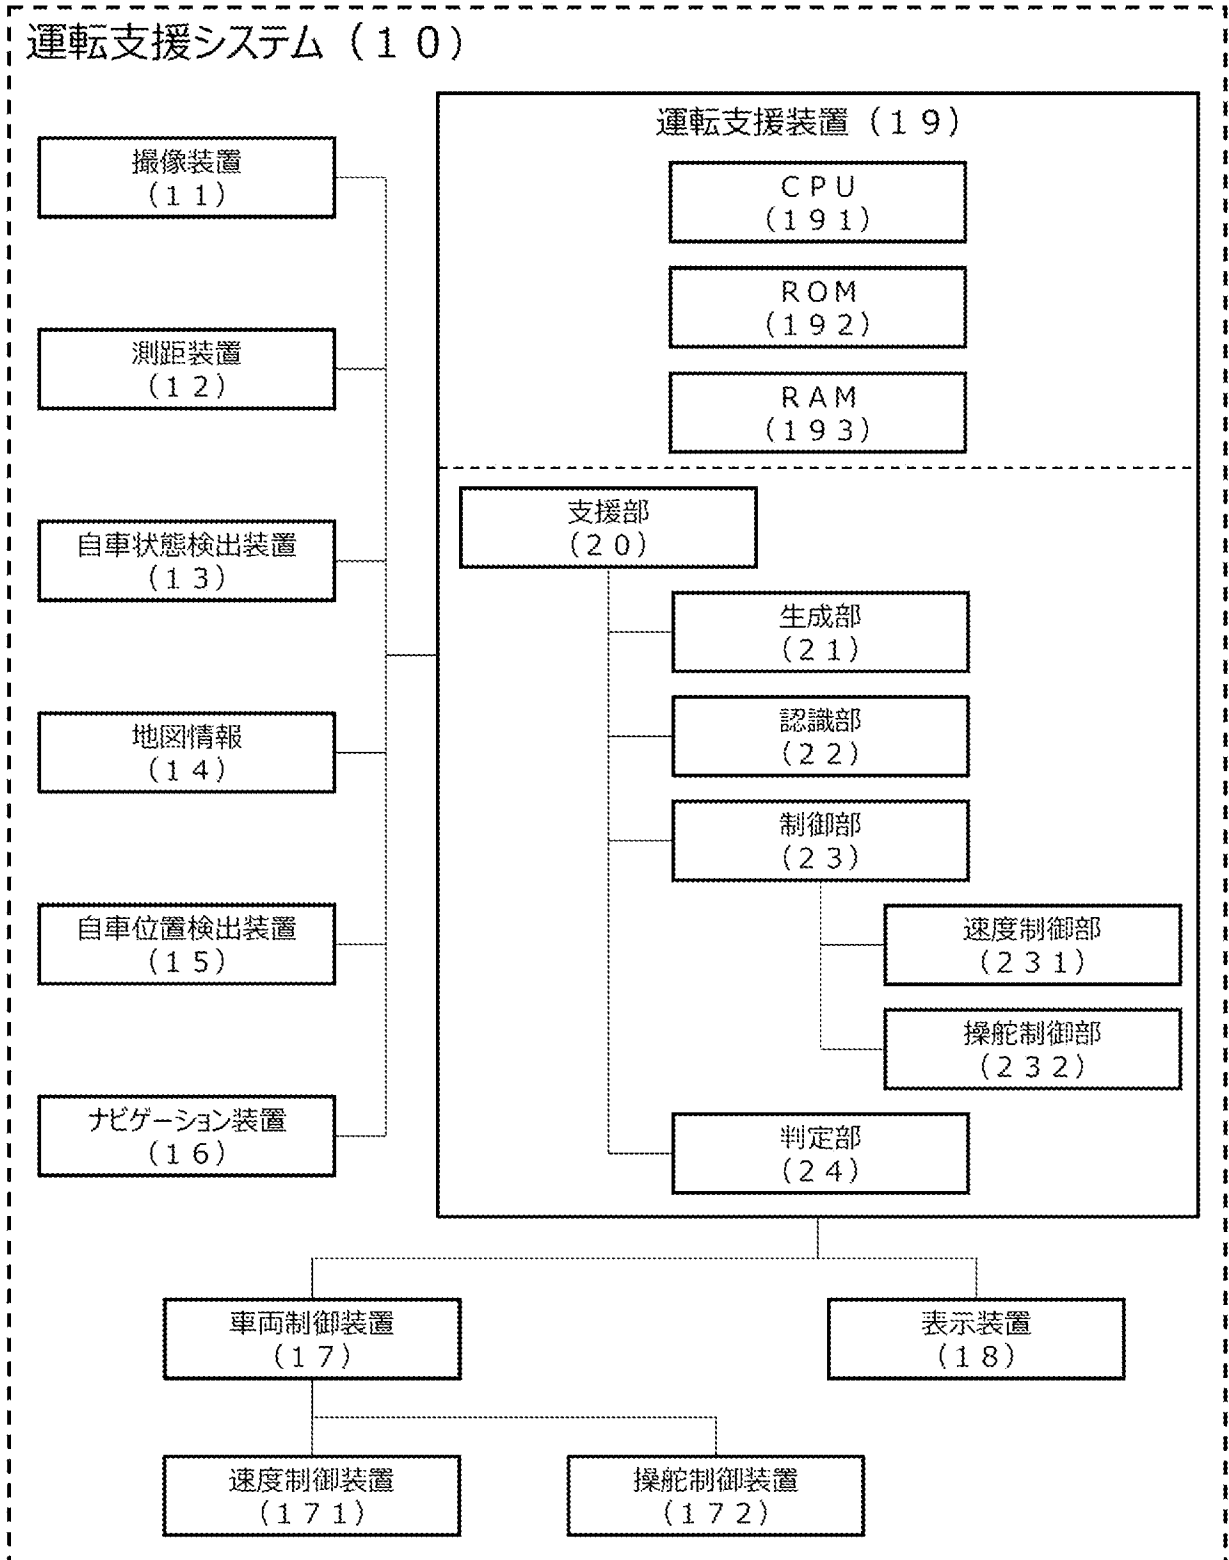 運転支援システム（１０）
撮像装置
（１１）
測距装置
（１２）
自車状態検出装置
（１３）
地図情報
（１４）
自車位置検出装置
（１５）
ナビゲーション装置
（１６）
運転支援装置（１９）
ＣＰＵ
（１９１）
ＲＯＭ
（１９２）
ＲＡＭ
（１９３）
支援部
（２０）
生成部
（２１）
認識部
（２２）
制御部
（２３）
速度制御部
（２３１）
操舵制御部
（２３２）
判定部
（２４）
車両制御装置
（１７）
表示装置
（１８）
速度制御装置
（１７１）
操舵制御装置
（１７２）